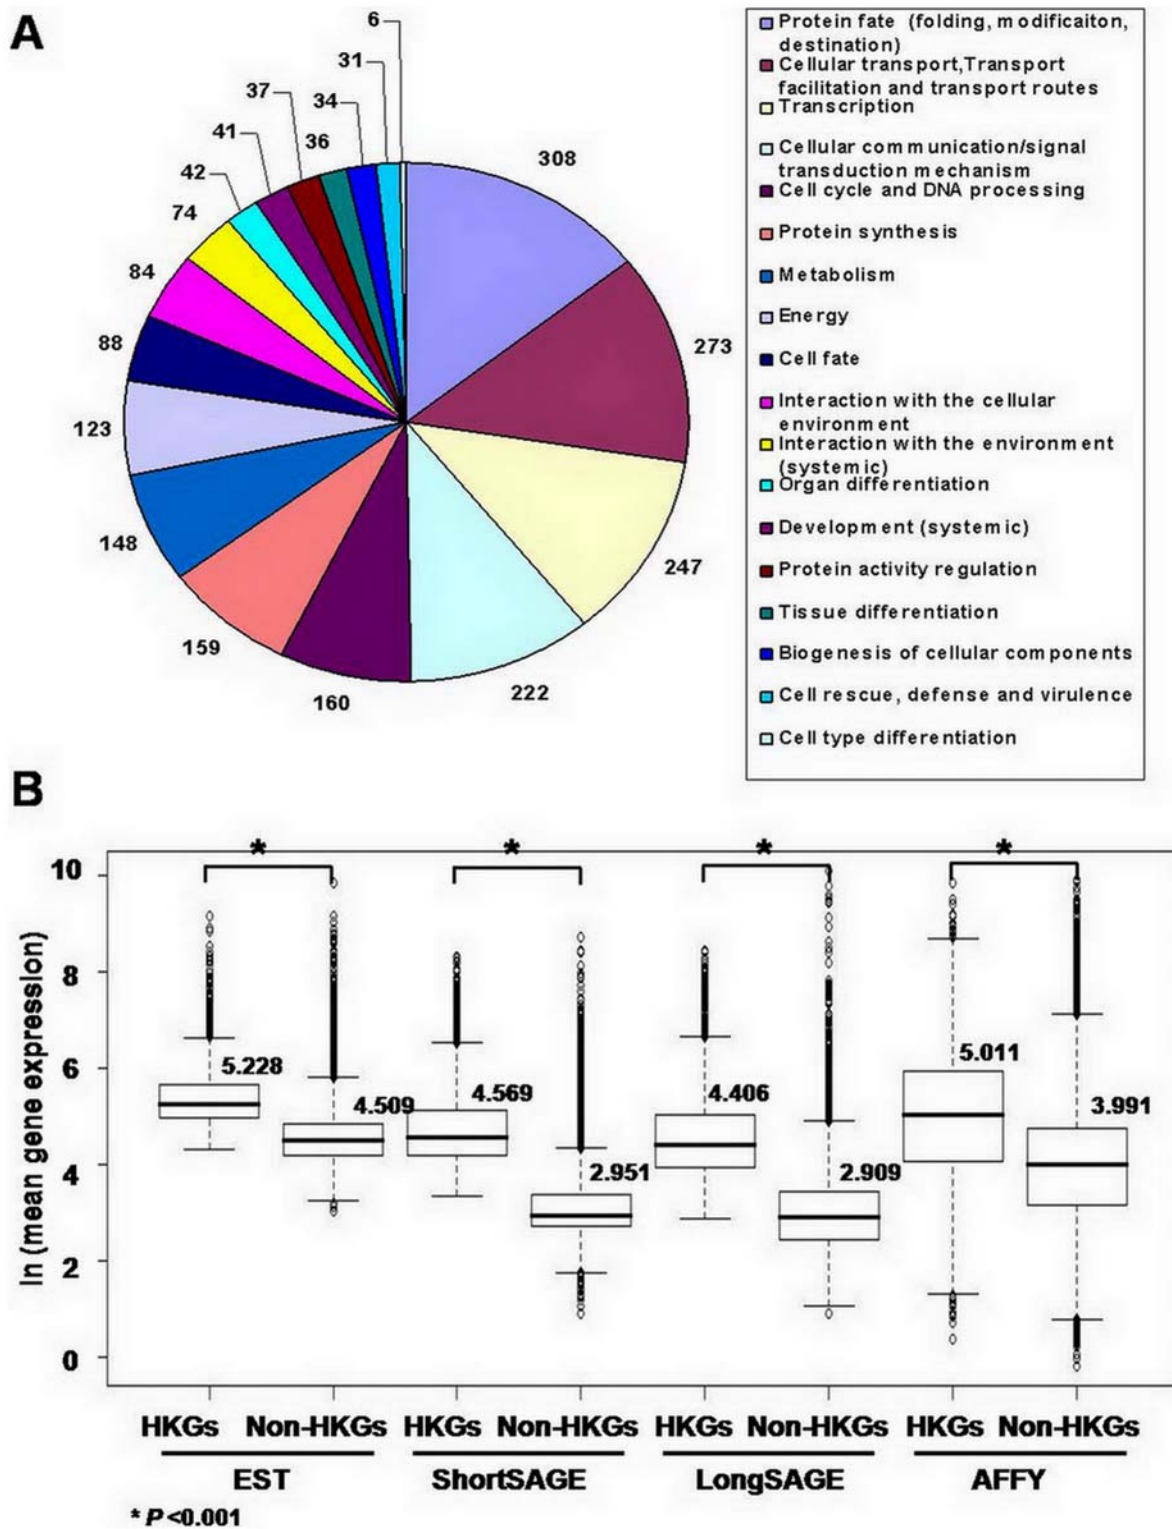 A
6
31
37
34
41
36
308
42
74
84
273
88
123
247
148
159
222
160
Protein fate (folding, modificaiton,
destination)
Cellular transport,Transport
facilitation and transport routes
Transcription
Cellular communication/signal
transduction mechanism
Cell cycle and DNA processing
Protein synthesis
Metabolism
Energy
Cell fate
Interaction with the cellular
environment
Interaction with the environment
(systemic)
Organ differentiation
Development (systemic)
Protein activity regulation
Tissue differentiation
Biogenesis of cellular components
Cell rescue, defense and virulence
Cell type differentiation
B
ln (mean gene expression)
10
8
6
4
2
0
* * * *
5.228
4.509
4.569
2.951
4.406
2.909
5.011
3.991
HKGs Non-HKGs HKGs Non-HKGs HKGs Non-HKGs HKGs Non-HKGs
EST ShortSAGE LongSAGE AFFY
* P <0.001